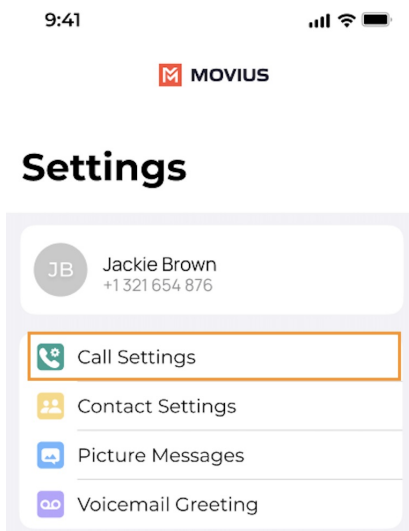 9:41
MOVIUS
Settings
JB
Jackie Brown
+1 321 654 876
Call Settings
Contact Settings
Picture Messages
Voicemail Greeting